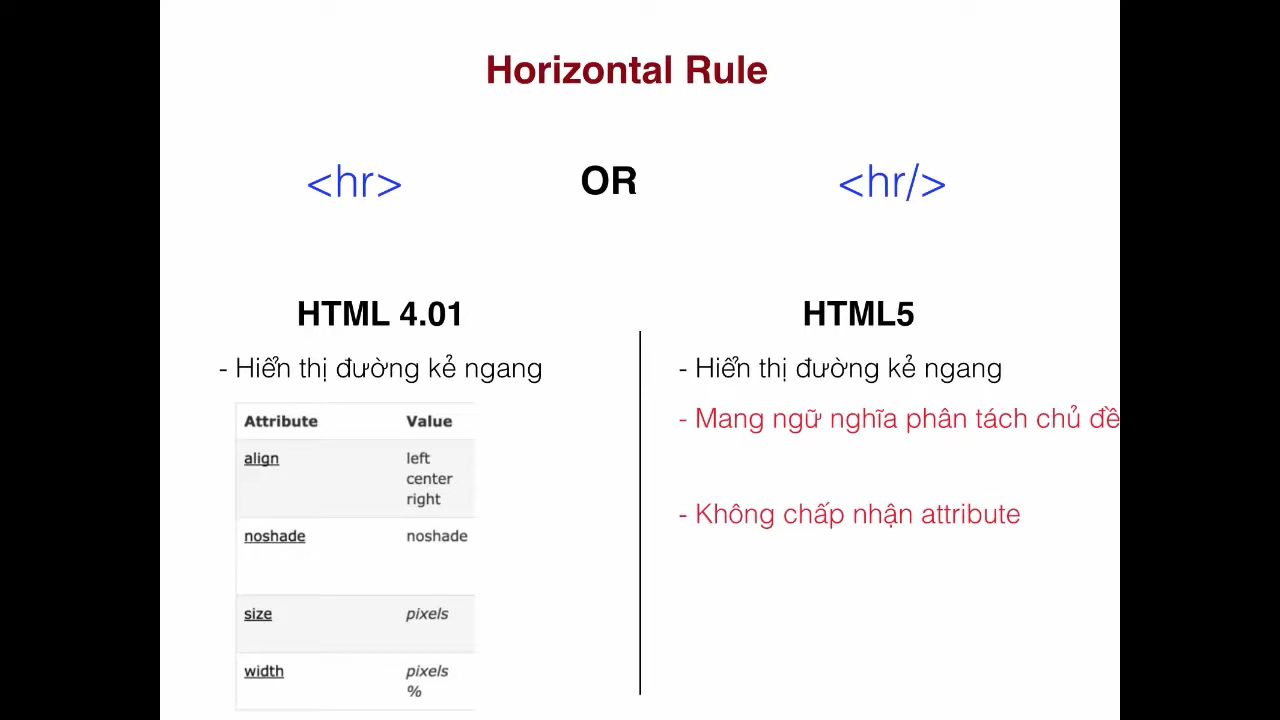 Horizontal Rule
<hr> OR <hr/>
HTML 4.01
- Hiển thị đường kẻ ngang
Attribute Value
align left
center
right
noshade noshade
size pixels
width pixels
%
HTML5
- Hiển thị đường kẻ ngang
- Mang ngữ nghĩa phân tách chủ đề
- Không chấp nhận attribute